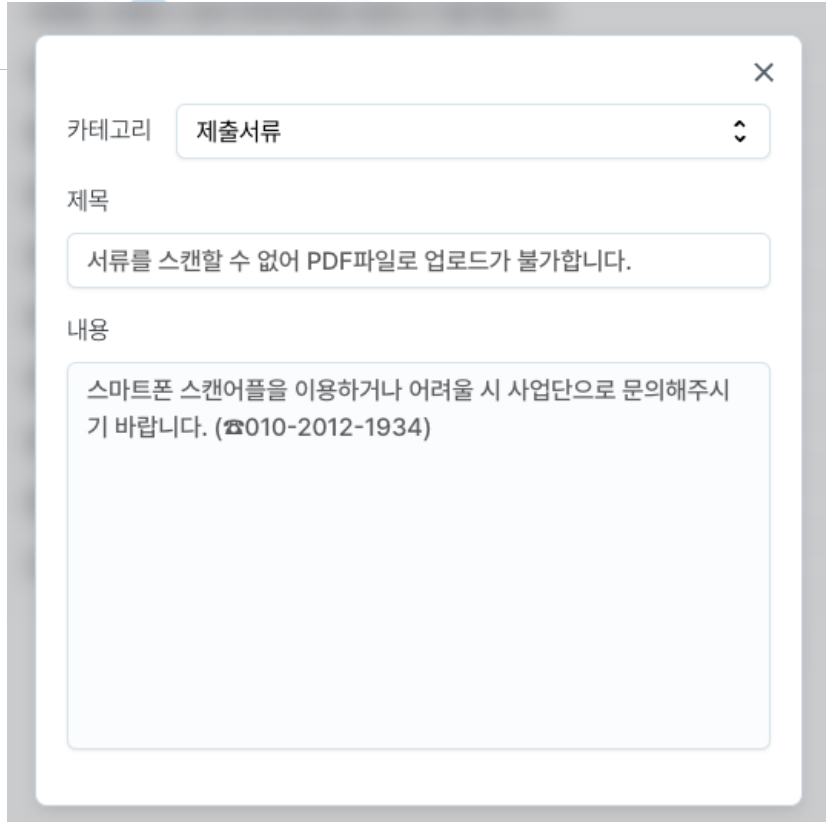 카테고리
제출서류
제목
서류를 스캔할 수 없어 PDF파일로 업로드가 불가합니다.
내용
스마트폰 스캔어플을 이용하거나 어려울 시 사업단으로 문의해주시
기 바랍니다. (☎010-2012-1934)